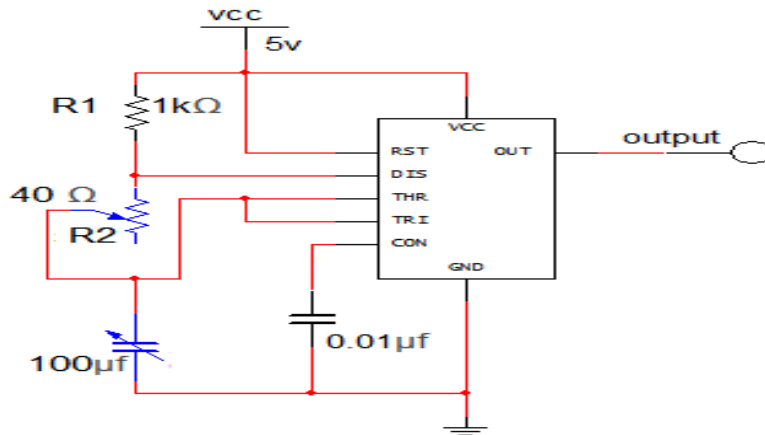 VCC
5v
R1 1kΩ
VCC
RST OUT
output
DIS
40 Ω
THR
TRI
R2
CON
GND
0.01µf
100µf